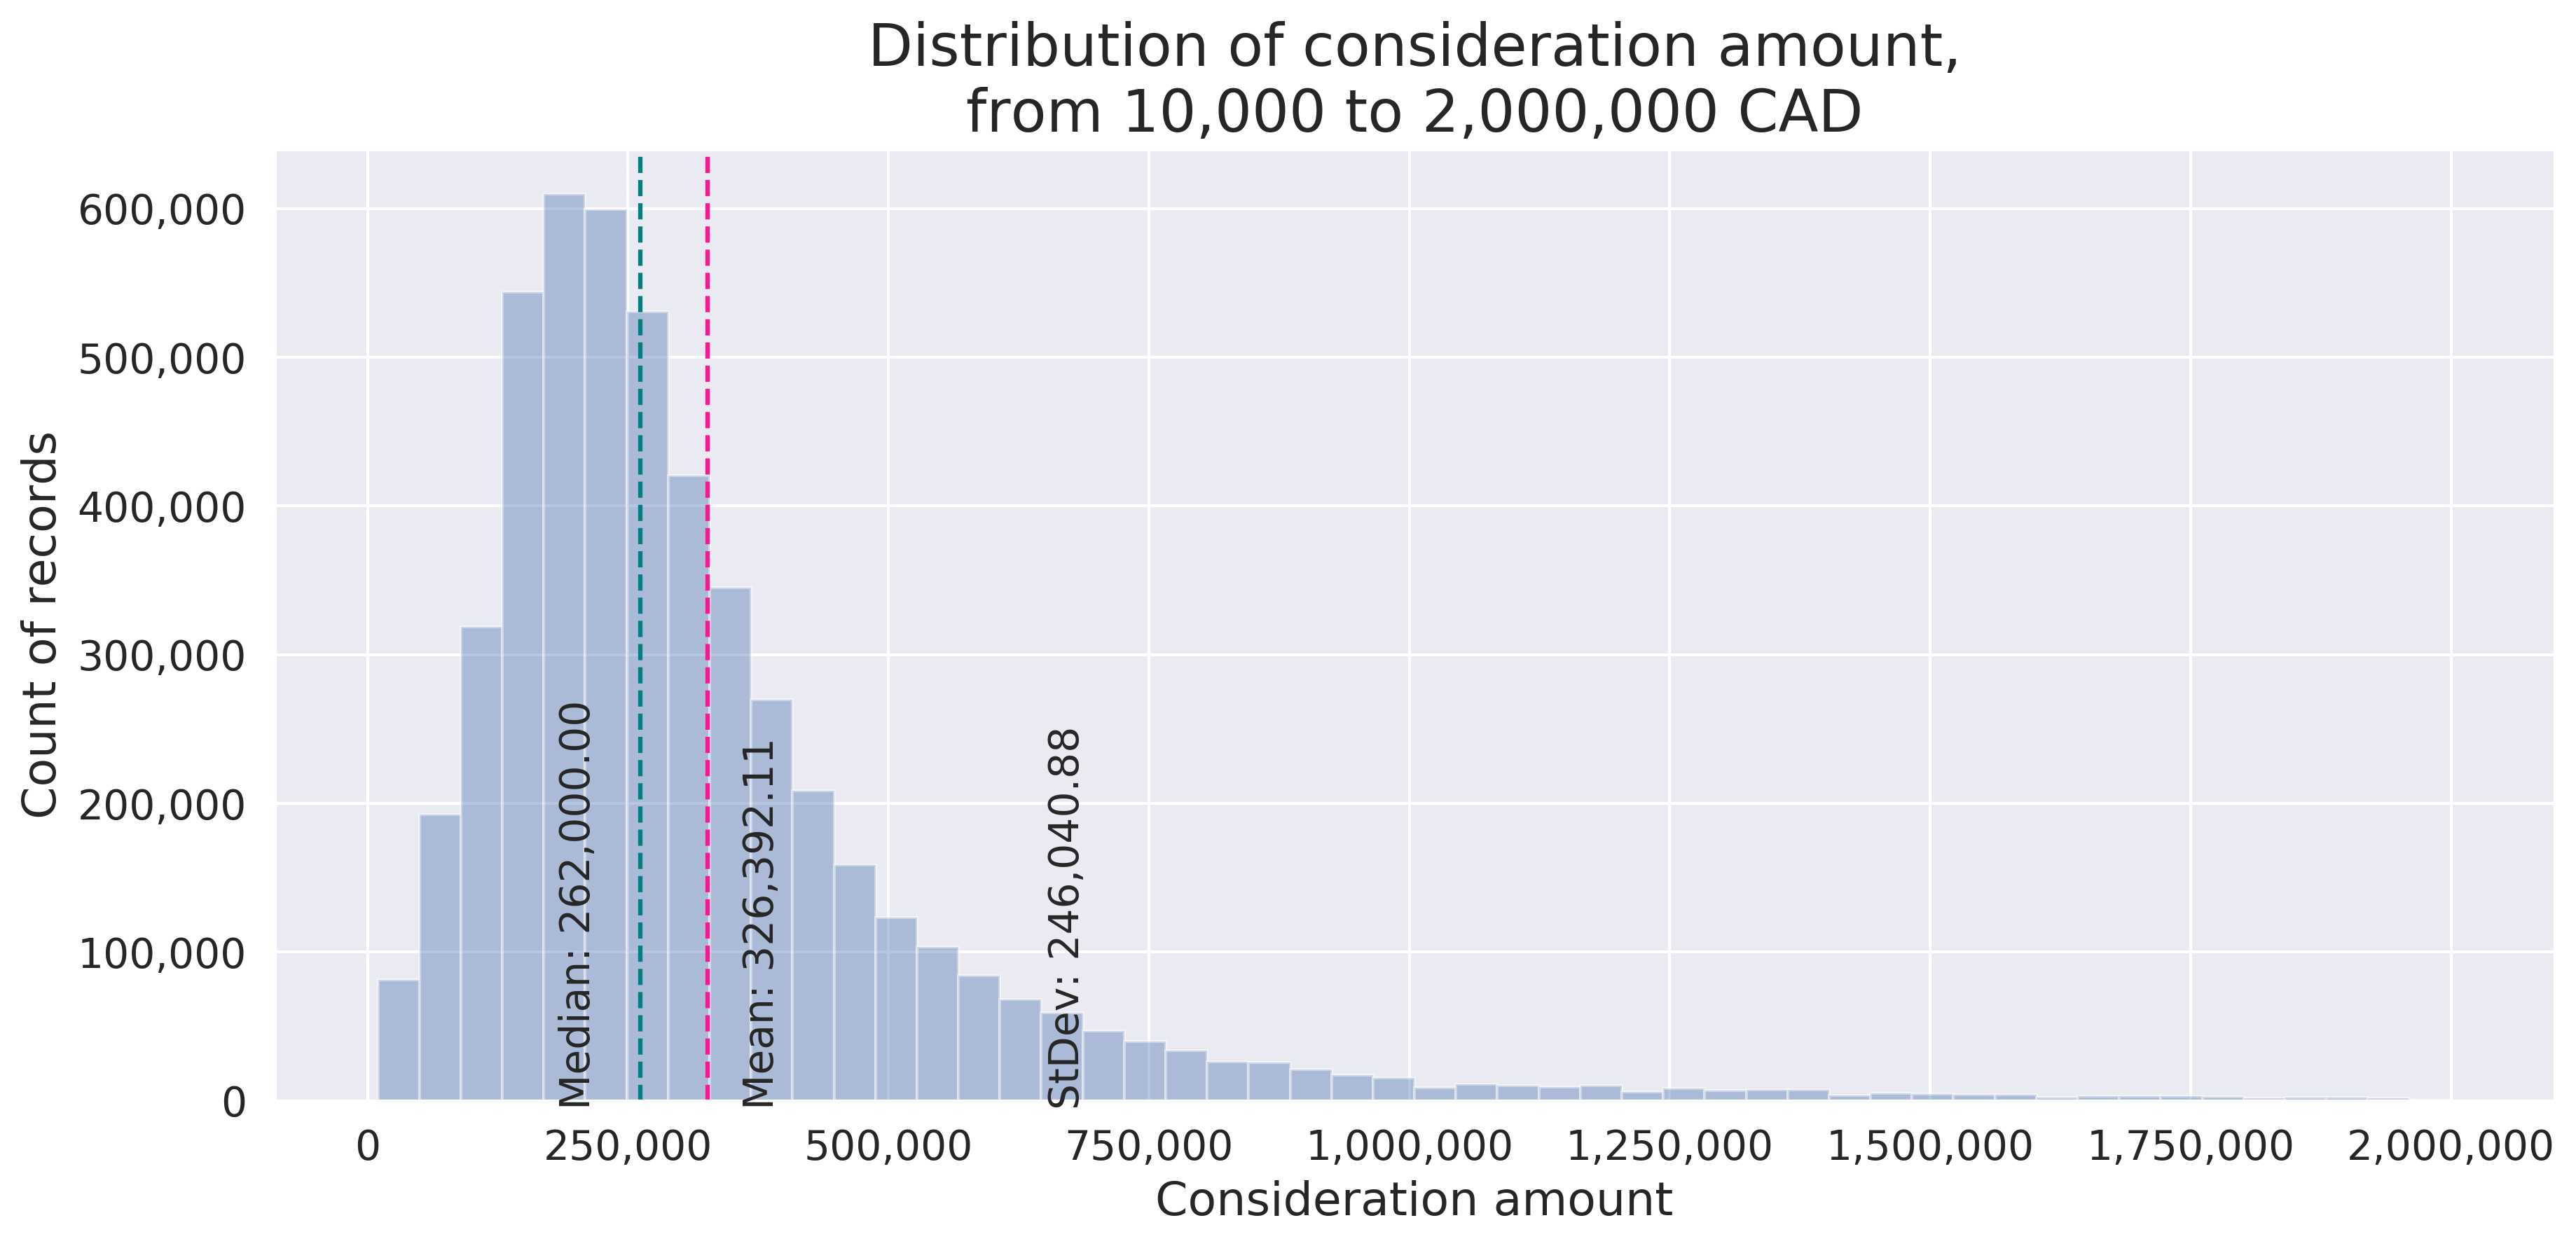 Distribution of consideration amount,
from 10,000 to 2,000,000 CAD
Count of records
600,000
500,000
400,000
300,000
200,000
100,000
0
Median: 262,000.00
Mean: 326,392.11
StDev: 246,040.88
0
250,000
500,000
750,000
1,000,000
1,250,000
1,500,000
1,750,000
2,000,000
Consideration amount